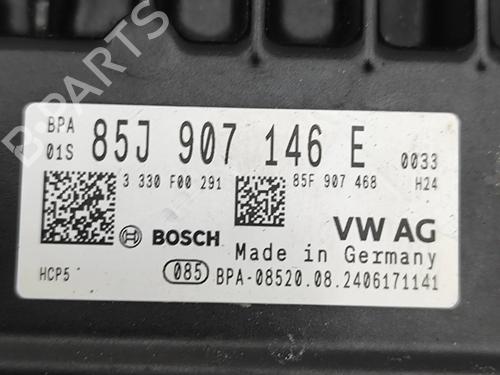 BPA
01S 85J 907 146 E 0033
3 330 F00 291 85F 907 468 H24
BOSCH VW AG
Made in Germany
HCP5 085 BPA-08520.08.2406171141